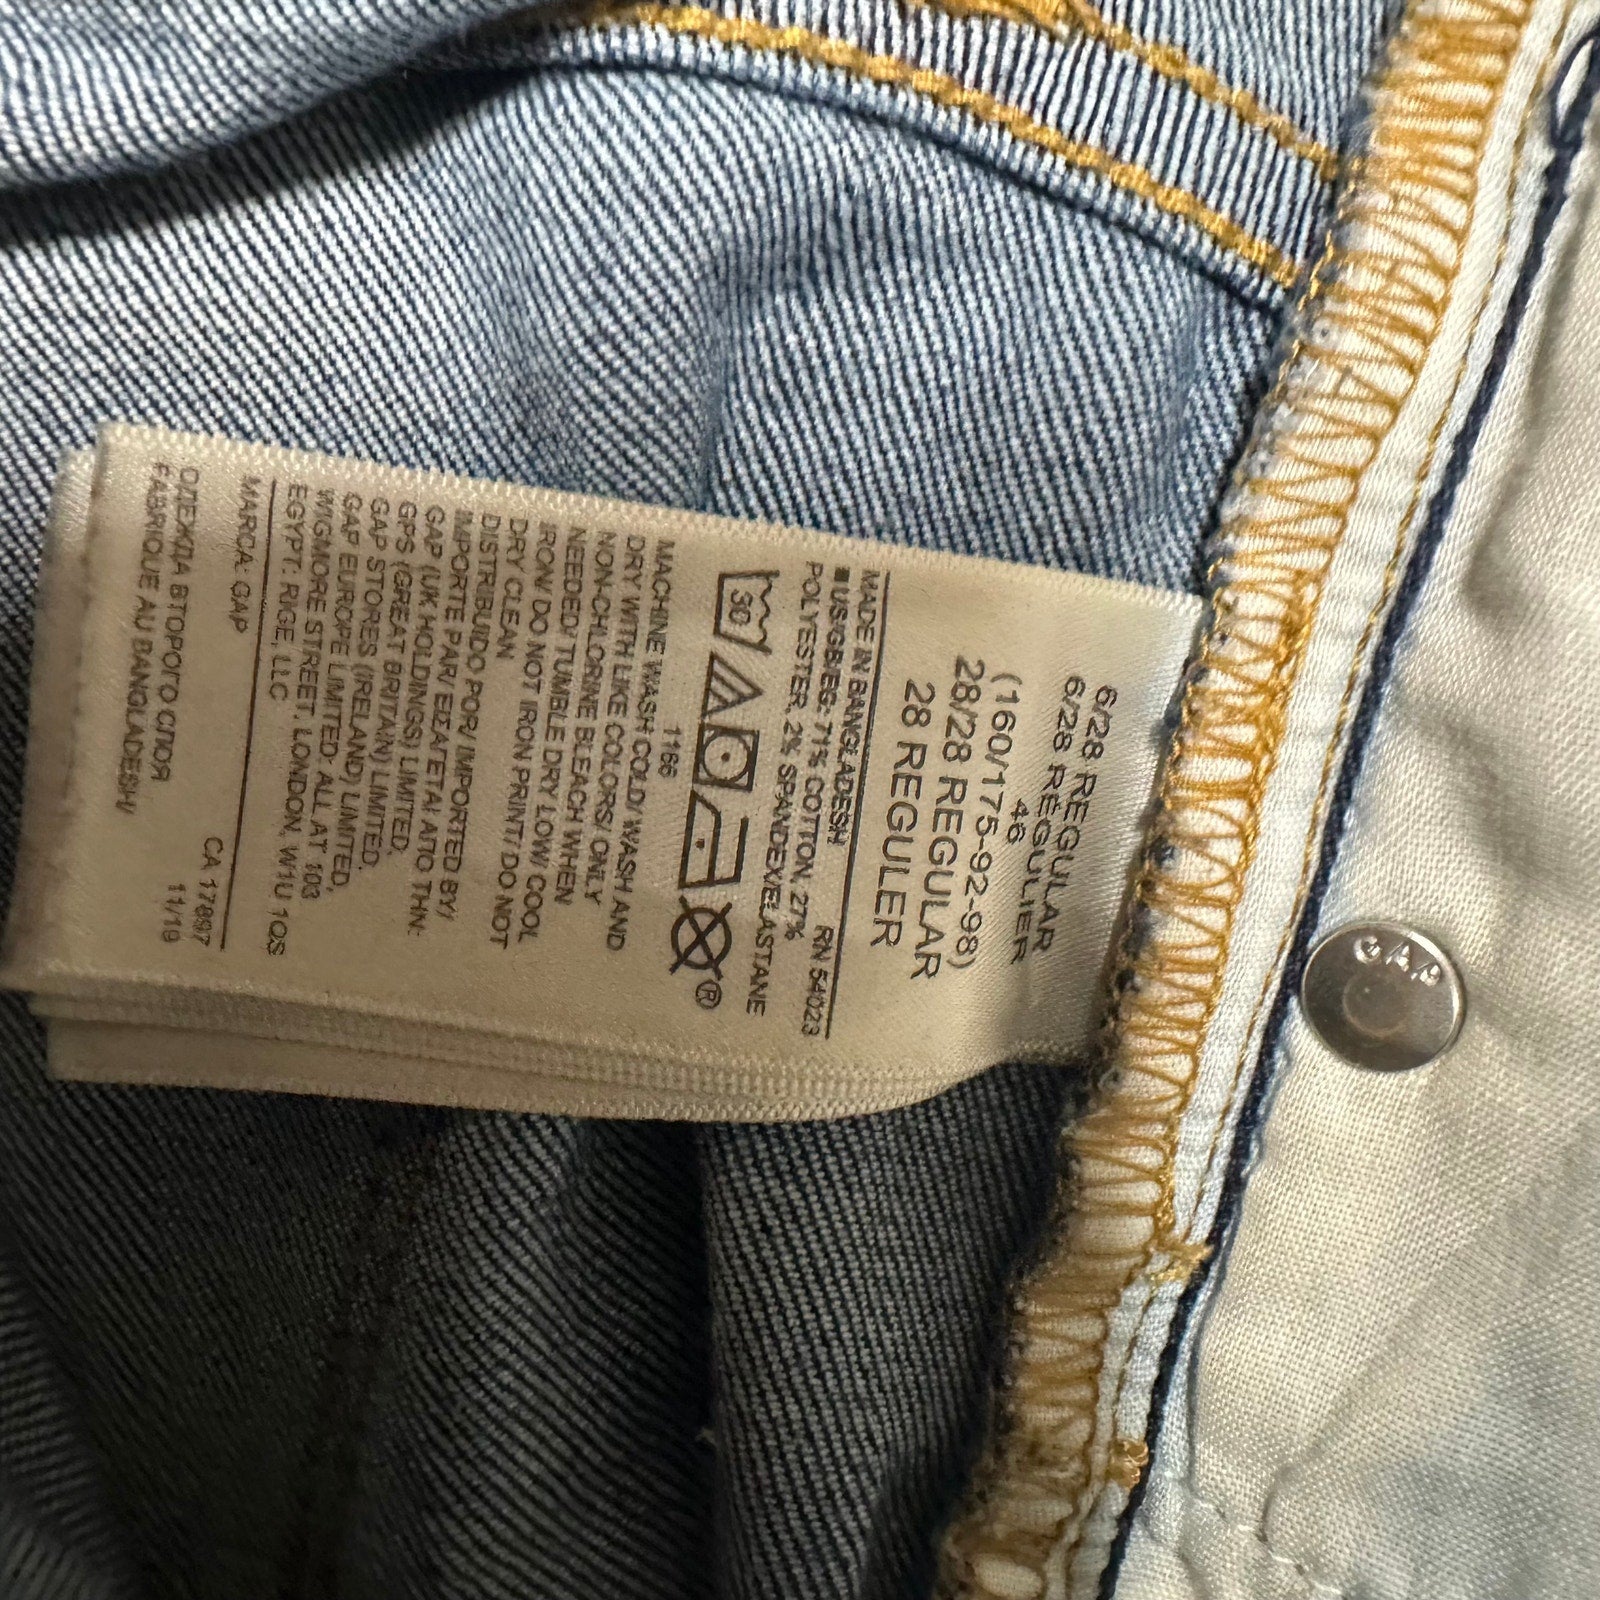 6/28 REGULAR
6/28 RÉGULIER
46
(160/175-92-98)
28/28 REGULAR
28 REGULER
MADE IN BANGLADESH
RN 54023
■US/GB/EG: 71% COTTON, 27%
POLYESTER, 2% SPANDEX/ELASTANE
30
®
1166
MACHINE WASH COLD/ WASH AND
DRY WITH LIKE COLORS/ ONLY
NON-CHLORINE BLEACH WHEN
NEEDED/ TUMBLE DRY LOW/ COOL
IRON/ DO NOT IRON PRINT/ DO NOT
DRY CLEAN
DISTRIBUIDO POR/ IMPORTED BY/
IMPORTE PAR/ ΕΙΣΑΓΕΤΑΙ ΑΠΟ ΤΗΝ:
GAP (UK HOLDINGS) LIMITED,
GPS (GREAT BRITAIN) LIMITED,
GAP STORES (IRELAND) LIMITED,
GAP EUROPE LIMITED: ALL AT 103
WIGMORE STREET, LONDON, W1U 1QS
EGYPT: RIGE, LLC
MARCA: GAP
CA 17897
11/19
ОДЕЖДА ВТОРОГО СЛОЯ
FABRIQUÉ AU BANGLADESH/
GAP